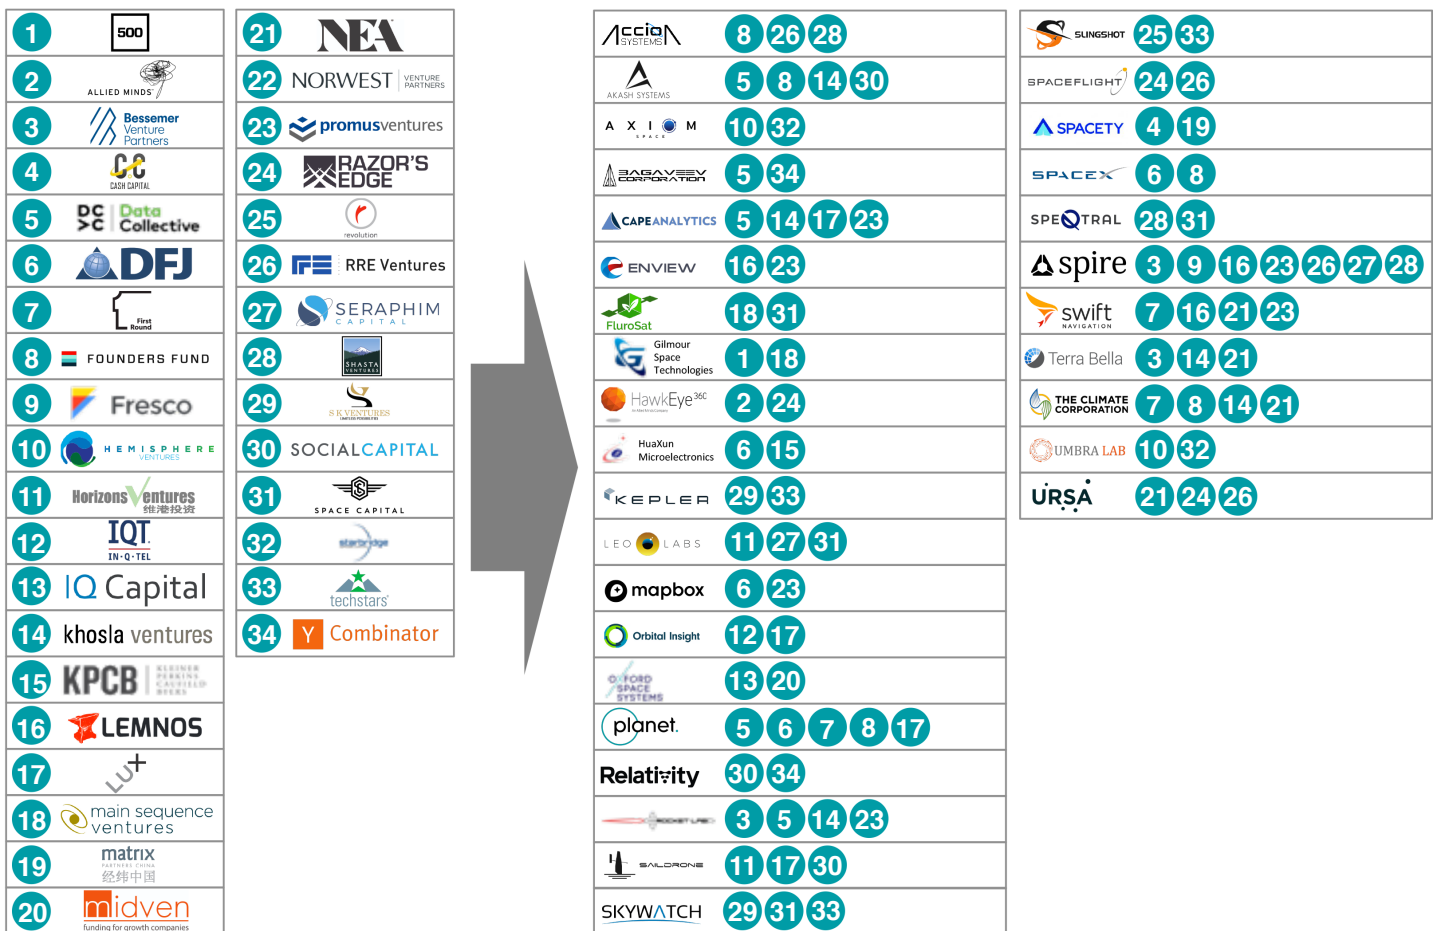 1 500
2 ALLIED MINDS
3 Bessemer
Venture
Partners
4 C&C
CASH CAPITAL
5 DC
VC Data
Collective
6 DFJ
7 First
Round
8 FOUNDERS FUND
9 Fresco
10 HEMISPHERE
VENTURES
11 Horizons Ventures
维港投资
12 IQT
IN-Q-TEL
13 IQ Capital
14 khosla ventures
15 KPCB KLEINER
PERKINS
CAUFIELD
BYERS
16 LEMNOS
17 LUX
18 main sequence
ventures
19 matrix
PARTNERS CHINA
经纬中国
20 midven
funding for growth companies
21 NEA
22 NORWEST VENTURE
PARTNERS
23 promusventures
24 RAZOR'S
EDGE
25 revolution
26 RRE Ventures
27 SERAPHIM
CAPITAL
28 SHASTA
VENTURES
29 S K VENTURES
30 SOCIALCAPITAL
31 SPACE CAPITAL
32 starbridge
33 techstars
34 Y Combinator
Accion
SYSTEMS 8 26 28
AKASH SYSTEMS 5 8 14 30
AXIOM
SPACE 10 32
BAGAVEEV
CORPORATION 5 34
CAPEANALYTICS 5 14 17 23
ENVIEW 16 23
FluroSat 18 31
Gilmour
Space
Technologies 1 18
HawkEye 360 2 24
HuaXun
Microelectronics 6 15
KEPLER 29 33
LEO LABS 11 27 31
mapbox 6 23
Orbital Insight 12 17
OXFORD
SPACE
SYSTEMS 13 20
planet. 5 6 7 8 17
Relativity 30 34
ROCKET LAB 3 5 14 23
SAILDRONE 11 17 30
SKYWATCH 29 31 33
SLINGSHOT 25 33
SPACEFLIGHT 24 26
SPACETY 4 19
SPACEX 6 8
SPEQTRAL 28 31
spire 3 9 16 23 26 27 28
swift
NAVIGATION 7 16 21 23
Terra Bella 3 14 21
THE CLIMATE
CORPORATION 7 8 14 21
UMBRA LAB 10 32
URSA 21 24 26